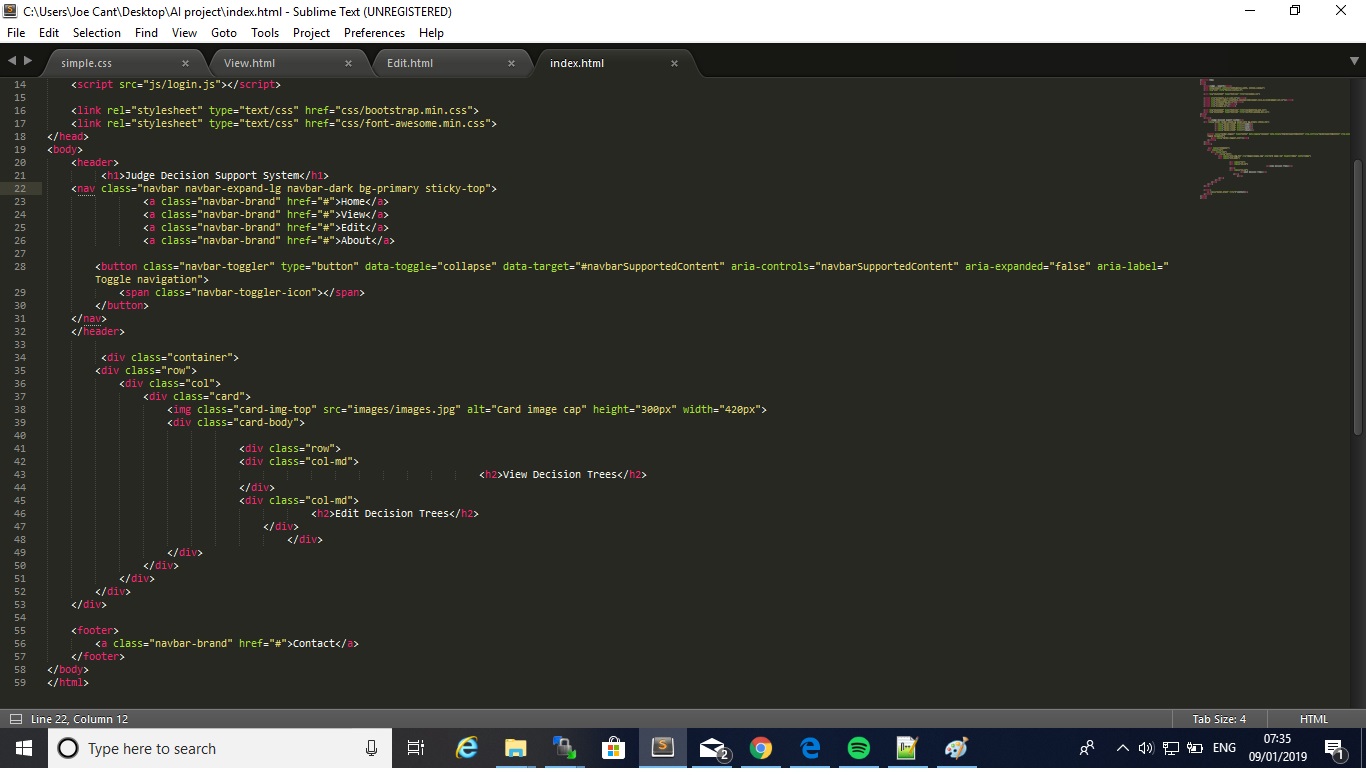 C:\Users\Joe Cant\Desktop\AI project\index.html - Sublime Text (UNREGISTERED)
File Edit Selection Find View Goto Tools Project Preferences Help
simple.css × View.html × Edit.html × index.html ×
14 <script src="js/login.js"></script>
15
16 <link rel="stylesheet" type="text/css" href="css/bootstrap.min.css">
17 <link rel="stylesheet" type="text/css" href="css/font-awesome.min.css">
18 </head>
19 <body>
20 <header>
21 <h1>Judge Decision Support System</h1>
22 <nav class="navbar navbar-expand-lg navbar-dark bg-primary sticky-top">
23 <a class="navbar-brand" href="#">Home</a>
24 <a class="navbar-brand" href="#">View</a>
25 <a class="navbar-brand" href="#">Edit</a>
26 <a class="navbar-brand" href="#">About</a>
27
28 <button class="navbar-toggler" type="button" data-toggle="collapse" data-target="#navbarSupportedContent" aria-controls="navbarSupportedContent" aria-expanded="false" aria-label="
Toggle navigation">
29 <span class="navbar-toggler-icon"></span>
30 </button>
31 </nav>
32 </header>
33
34 <div class="container">
35 <div class="row">
36 <div class="col">
37 <div class="card">
38 <img class="card-img-top" src="images/images.jpg" alt="Card image cap" height="300px" width="420px">
39 <div class="card-body">
40
41 <div class="row">
42 <div class="col-md">
43 <h2>View Decision Trees</h2>
44 </div>
45 <div class="col-md">
46 <h2>Edit Decision Trees</h2>
47 </div>
48 </div>
49 </div>
50 </div>
51 </div>
52 </div>
53 </div>
54
55 <footer>
56 <a class="navbar-brand" href="#">Contact</a>
57 </footer>
58 </body>
59 </html>
Line 22, Column 12 Tab Size: 4 HTML
Type here to search 2 ENG 07:35
09/01/2019 1